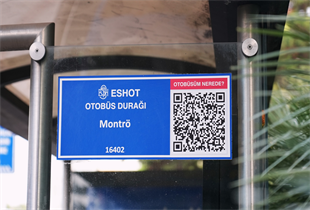 ESHOT
OTOBÜS DURAĞI
Montrö
16402
OTOBÜSÜM NEREDE?